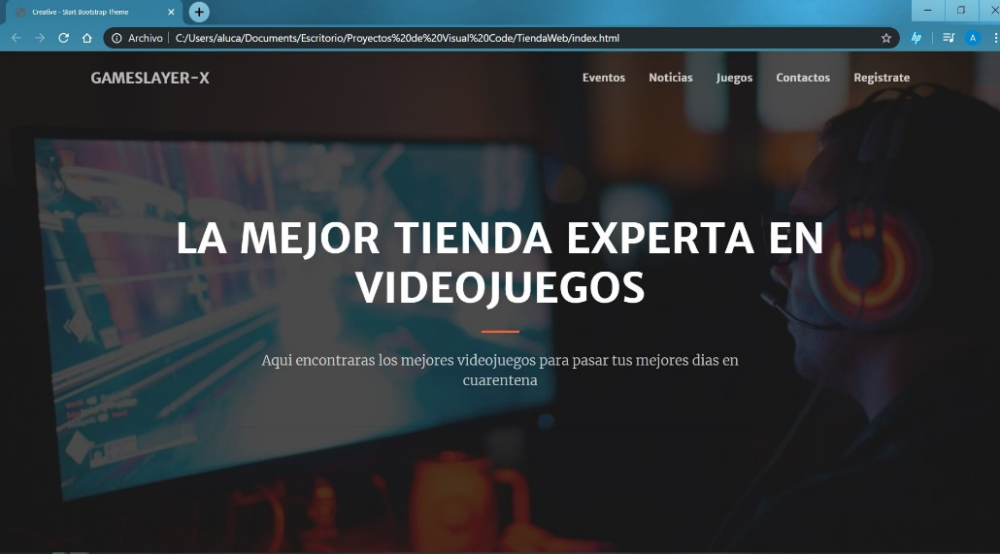 Creative - Start Bootstrap Theme
Archivo
C:/Users/aluca/Documents/Escritorio/Proyectos%20de%20Visual%20Code/TiendaWeb/index.html
hp
A
GAMESLAYER-X
Eventos Noticias Juegos Contactos Registrate
LA MEJOR TIENDA EXPERTA EN
VIDEOJUEGOS
Aqui encontraras los mejores videojuegos para pasar tus mejores dias en
cuarentena